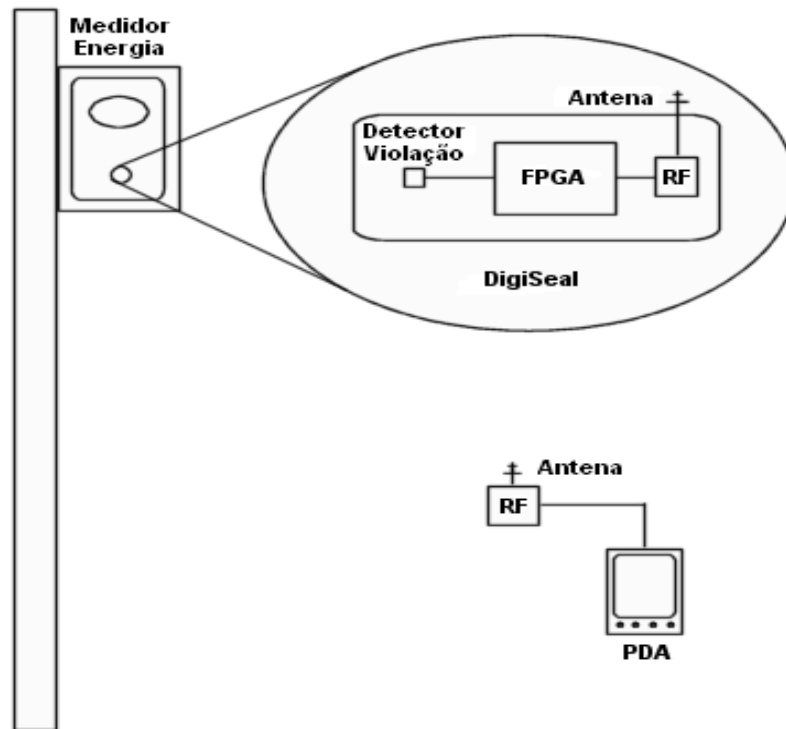 Medidor
Energia
Antena
Detector
Violação
FPGA
RF
DigiSeal
Antena
RF
PDA